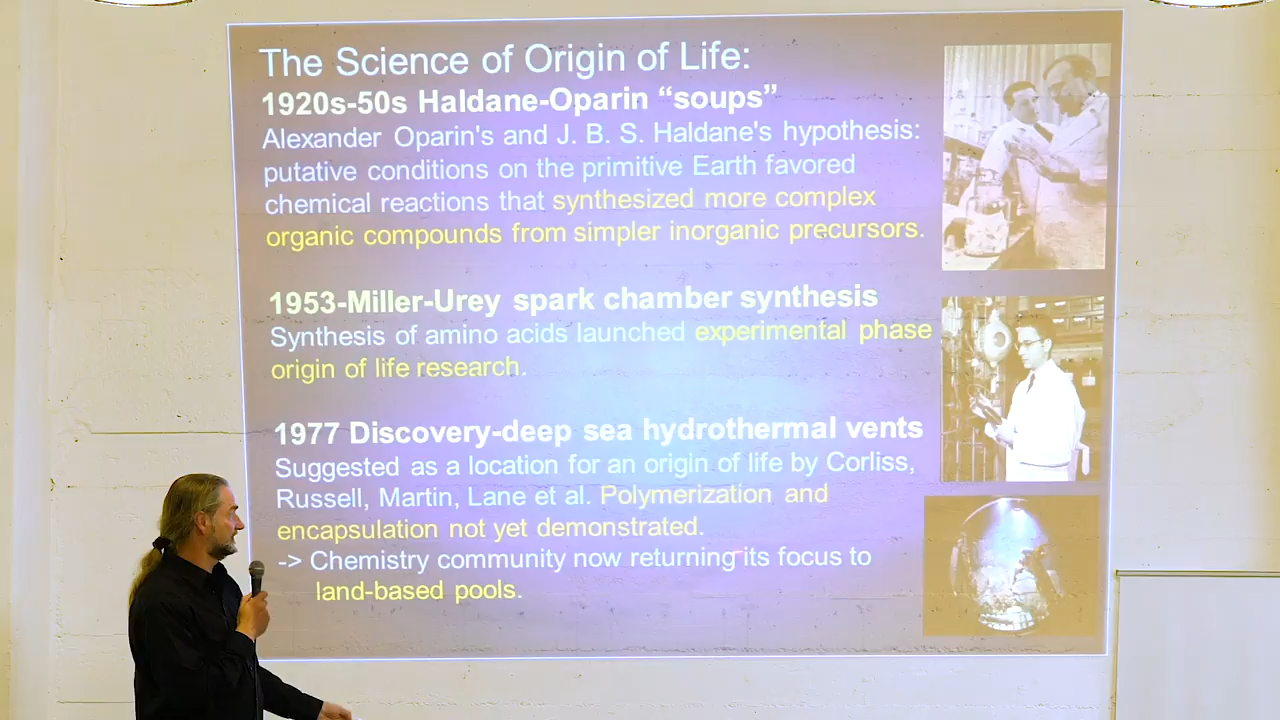 The Science of Origin of Life:
1920s-50s Haldane-Oparin “soups”
Alexander Oparin's and J. B. S. Haldane's hypothesis:
putative conditions on the primitive Earth favored
chemical reactions that synthesized more complex
organic compounds from simpler inorganic precursors.
1953-Miller-Urey spark chamber synthesis
Synthesis of amino acids launched experimental phase
origin of life research.
1977 Discovery-deep sea hydrothermal vents
Suggested as a location for an origin of life by Corliss,
Russell, Martin, Lane et al. Polymerization and
encapsulation not yet demonstrated.
-> Chemistry community now returning its focus to
land-based pools.